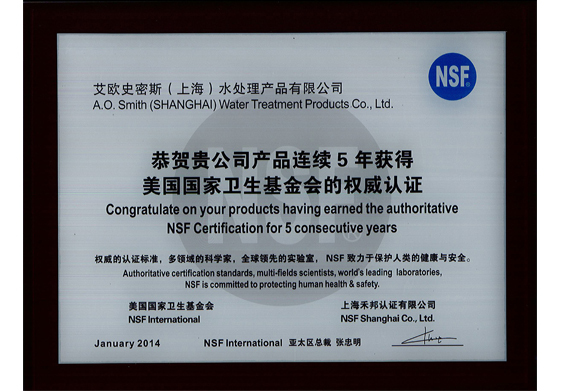 NSF
艾欧史密斯（上海）水处理产品有限公司
A.O. Smith (SHANGHAI) Water Treatment Products Co., Ltd.
恭贺贵公司产品连续 5 年获得
美国国家卫生基金会的权威认证
Congratulate on your products having earned the authoritative
NSF Certification for 5 consecutive years
权威的认证标准，多领域的科学家，全球领先的实验室， NSF 致力于保护人类的健康与安全。
Authoritative certification standards, multi-fields scientists, world's leading laboratories,
NSF is committed to protecting human health & safety.
美国国家卫生基金会 上海禾邦认证有限公司
NSF International NSF Shanghai Co., Ltd.
January 2014 NSF International 亚太区总裁 张忠明